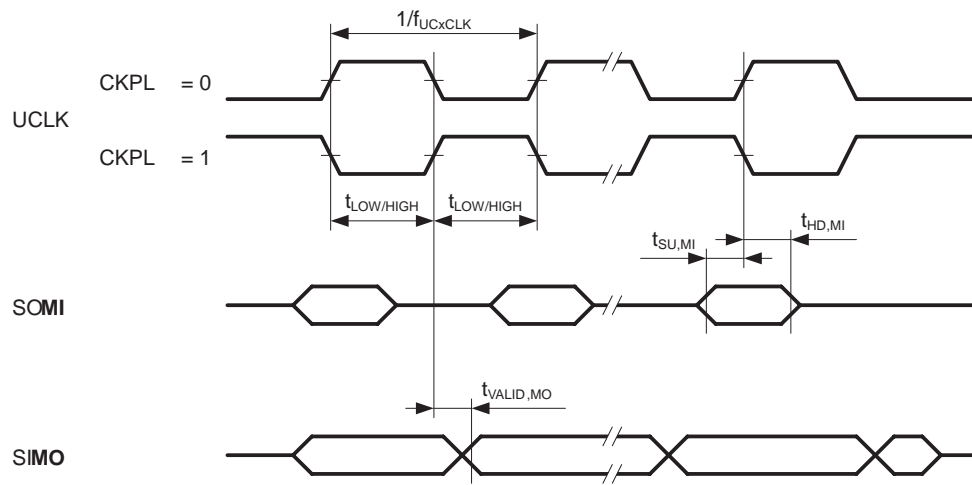 1/fUCxCLK
CKPL = 0
UCLK
CKPL = 1
tLOW/HIGH tLOW/HIGH
tHD,MI
tSU,MI
SOMI
tVALID,MO
SIMO